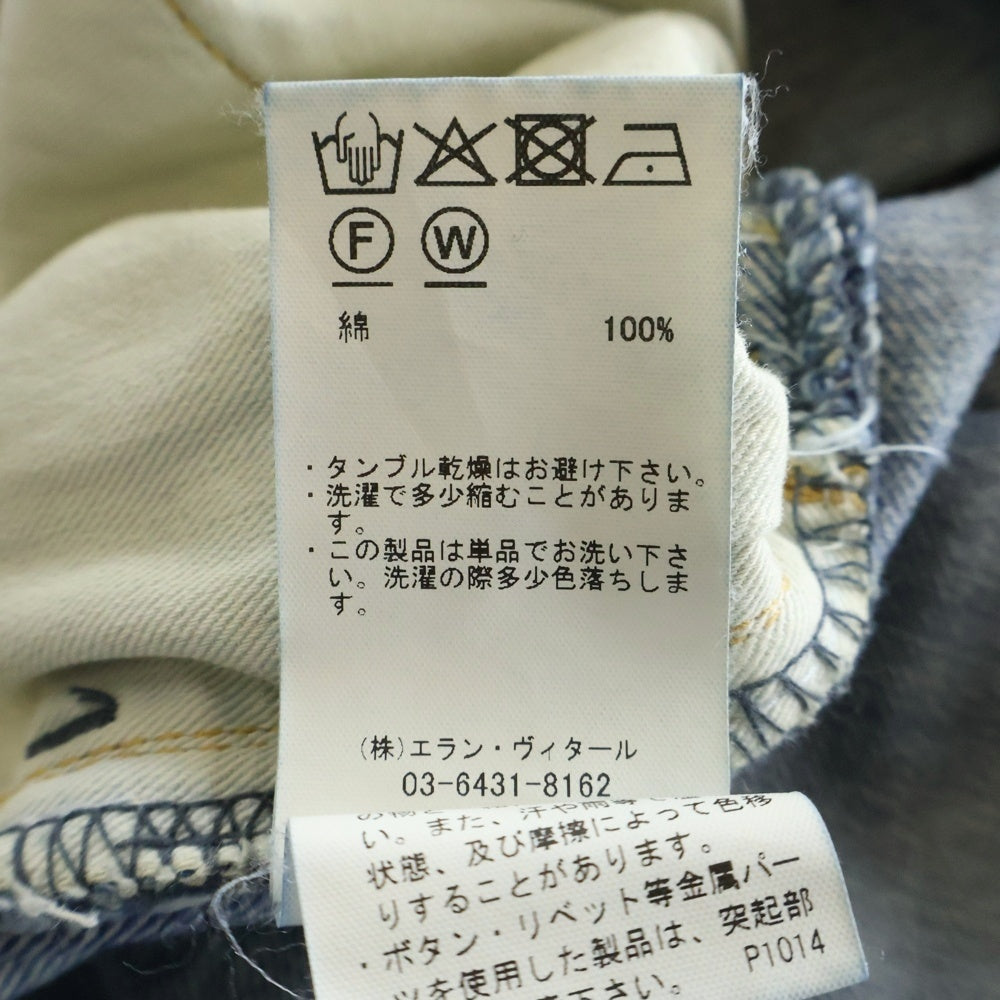 F W
綿 100%
・タンブル乾燥はお避け下さい。
・洗濯で多少縮むことがありま
す。
・この製品は単品でお洗い下さ
い。洗濯の際多少色落ちしま
す。
(株)エラン・ヴィタール
03-6431-8162
い。また、汗や雨等で湿
状態、及び摩擦によって色移
りすることがあります。
・ボタン・リベット等金属パー
ツを使用した製品は、突起部
下さい。
P1014